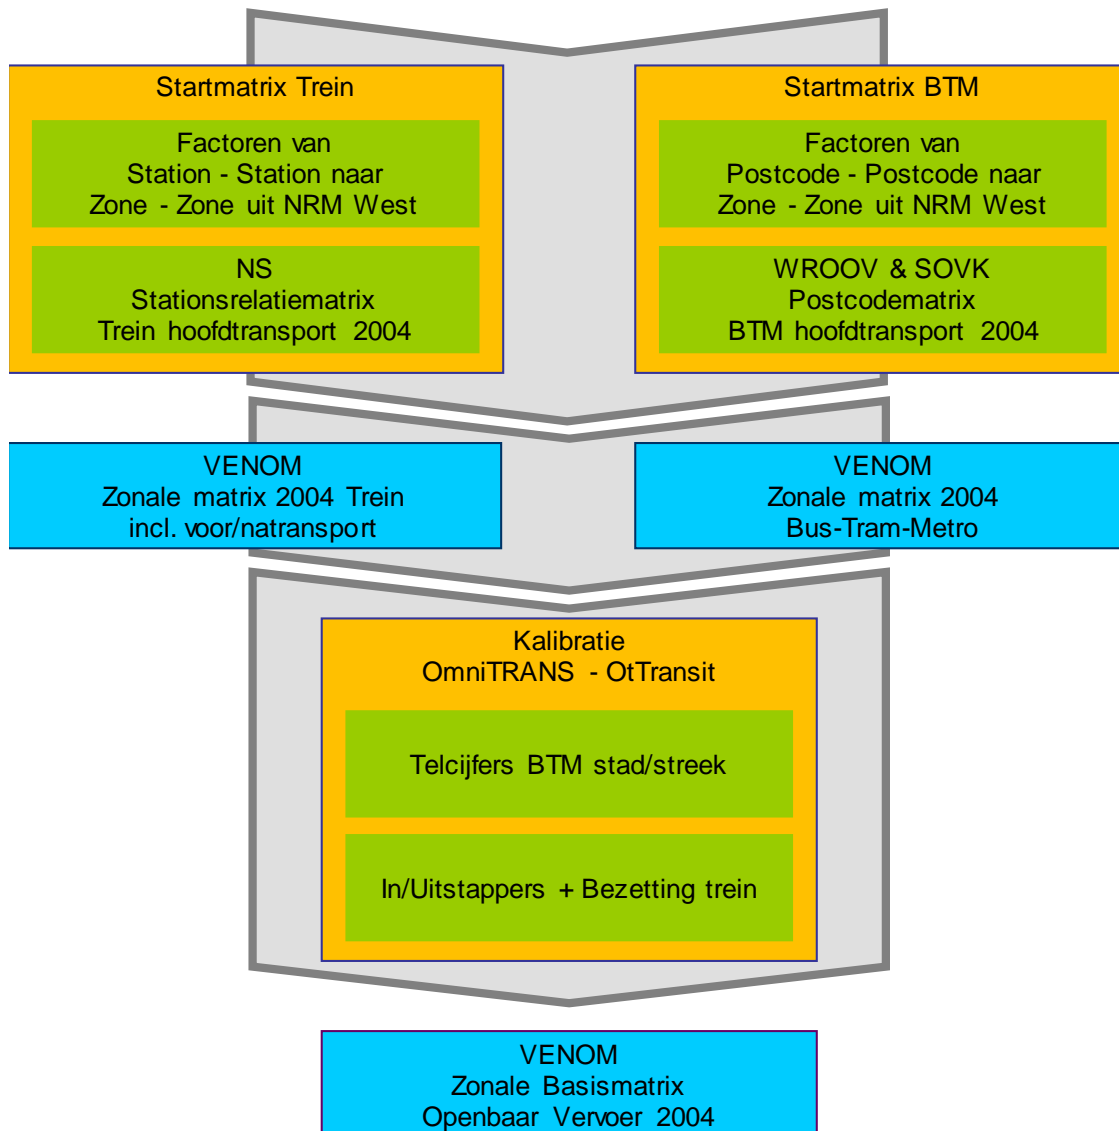 Startmatrix Trein
Factoren van
Station - Station naar
Zone - Zone uit NRM West
NS
Stationsrelatiematrix
Trein hoofdtransport 2004
Startmatrix BTM
Factoren van
Postcode - Postcode naar
Zone - Zone uit NRM West
WROOV & SOVK
Postcodematrix
BTM hoofdtransport 2004
VENOM
Zonale matrix 2004 Trein
incl. voor/natransport
VENOM
Zonale matrix 2004
Bus-Tram-Metro
Kalibratie
OmniTRANS - OtTransit
Telcijfers BTM stad/streek
In/Uitstappers + Bezetting trein
VENOM
Zonale Basismatrix
Openbaar Vervoer 2004